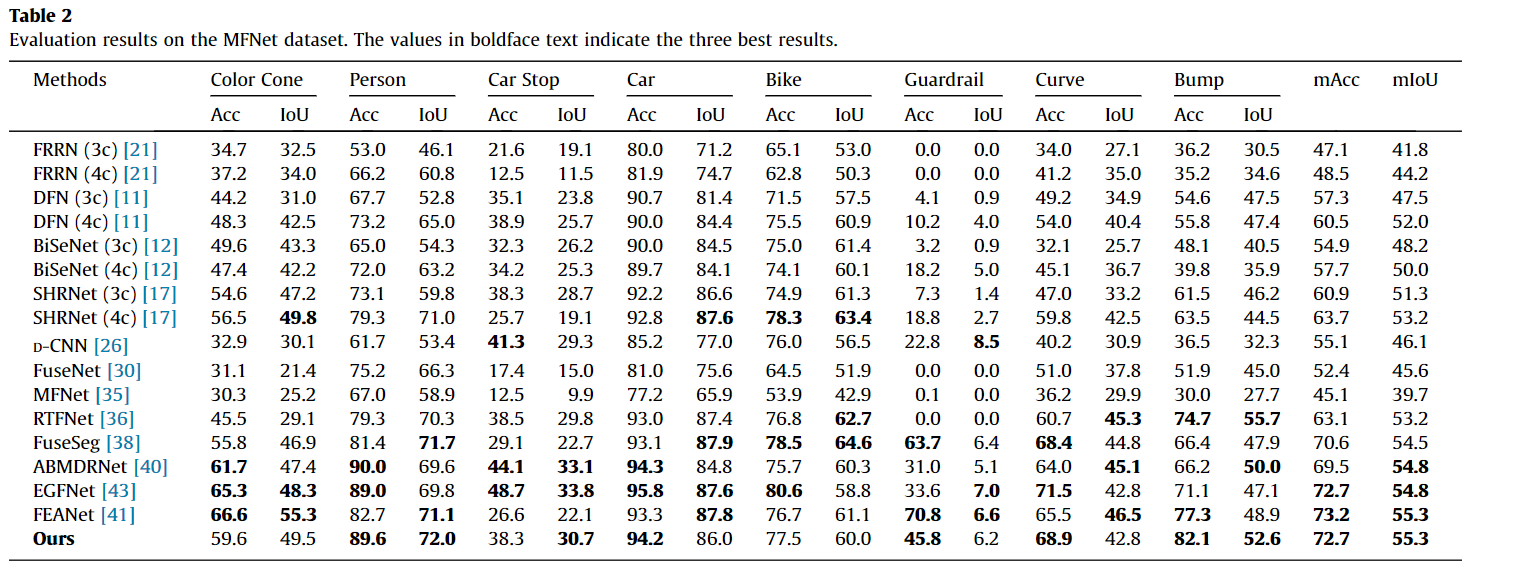 Table 2
Evaluation results on the MFNet dataset. The values in boldface text indicate the three best results.
Methods Color Cone Person Car Stop Car Bike Guardrail Curve Bump mAcc mIoU
Acc IoU Acc IoU Acc IoU Acc IoU Acc IoU Acc IoU Acc IoU Acc IoU
FRRN (3c) [21] 34.7 32.5 53.0 46.1 21.6 19.1 80.0 71.2 65.1 53.0 0.0 0.0 34.0 27.1 36.2 30.5 47.1 41.8
FRRN (4c) [21] 37.2 34.0 66.2 60.8 12.5 11.5 81.9 74.7 62.8 50.3 0.0 0.0 41.2 35.0 35.2 34.6 48.5 44.2
DFN (3c) [11] 44.2 31.0 67.7 52.8 35.1 23.8 90.7 81.4 71.5 57.5 4.1 0.9 49.2 34.9 54.6 47.5 57.3 47.5
DFN (4c) [11] 48.3 42.5 73.2 65.0 38.9 25.7 90.0 84.4 75.5 60.9 10.2 4.0 54.0 40.4 55.8 47.4 60.5 52.0
BiSeNet (3c) [12] 49.6 43.3 65.0 54.3 32.3 26.2 90.0 84.5 75.0 61.4 3.2 0.9 32.1 25.7 48.1 40.5 54.9 48.2
BiSeNet (4c) [12] 47.4 42.2 72.0 63.2 34.2 25.3 89.7 84.1 74.1 60.1 18.2 5.0 45.1 36.7 39.8 35.9 57.7 50.0
SHRNet (3c) [17] 54.6 47.2 73.1 59.8 38.3 28.7 92.2 86.6 74.9 61.3 7.3 1.4 47.0 33.2 61.5 46.2 60.9 51.3
SHRNet (4c) [17] 56.5 49.8 79.3 71.0 25.7 19.1 92.8 87.6 78.3 63.4 18.8 2.7 59.8 42.5 63.5 44.5 63.7 53.2
D-CNN [26] 32.9 30.1 61.7 53.4 41.3 29.3 85.2 77.0 76.0 56.5 22.8 8.5 40.2 30.9 36.5 32.3 55.1 46.1
FuseNet [30] 31.1 21.4 75.2 66.3 17.4 15.0 81.0 75.6 64.5 51.9 0.0 0.0 51.0 37.8 51.9 45.0 52.4 45.6
MFNet [35] 30.3 25.2 67.0 58.9 12.5 9.9 77.2 65.9 53.9 42.9 0.1 0.0 36.2 29.9 30.0 27.7 45.1 39.7
RTFNet [36] 45.5 29.1 79.3 70.3 38.5 29.8 93.0 87.4 76.8 62.7 0.0 0.0 60.7 45.3 74.7 55.7 63.1 53.2
FuseSeg [38] 55.8 46.9 81.4 71.7 29.1 22.7 93.1 87.9 78.5 64.6 63.7 6.4 68.4 44.8 66.4 47.9 70.6 54.5
ABMDRNet [40] 61.7 47.4 90.0 69.6 44.1 33.1 94.3 84.8 75.7 60.3 31.0 5.1 64.0 45.1 66.2 50.0 69.5 54.8
EGFNet [43] 65.3 48.3 89.0 69.8 48.7 33.8 95.8 87.6 80.6 58.8 33.6 7.0 71.5 42.8 71.1 47.1 72.7 54.8
FEANet [41] 66.6 55.3 82.7 71.1 26.6 22.1 93.3 87.8 76.7 61.1 70.8 6.6 65.5 46.5 77.3 48.9 73.2 55.3
Ours 59.6 49.5 89.6 72.0 38.3 30.7 94.2 86.0 77.5 60.0 45.8 6.2 68.9 42.8 82.1 52.6 72.7 55.3